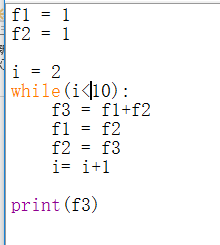 f1 = 1
f2 = 1

i = 2
while(i<10):
    f3 = f1+f2
    f1 = f2
    f2 = f3
    i= i+1

print(f3)